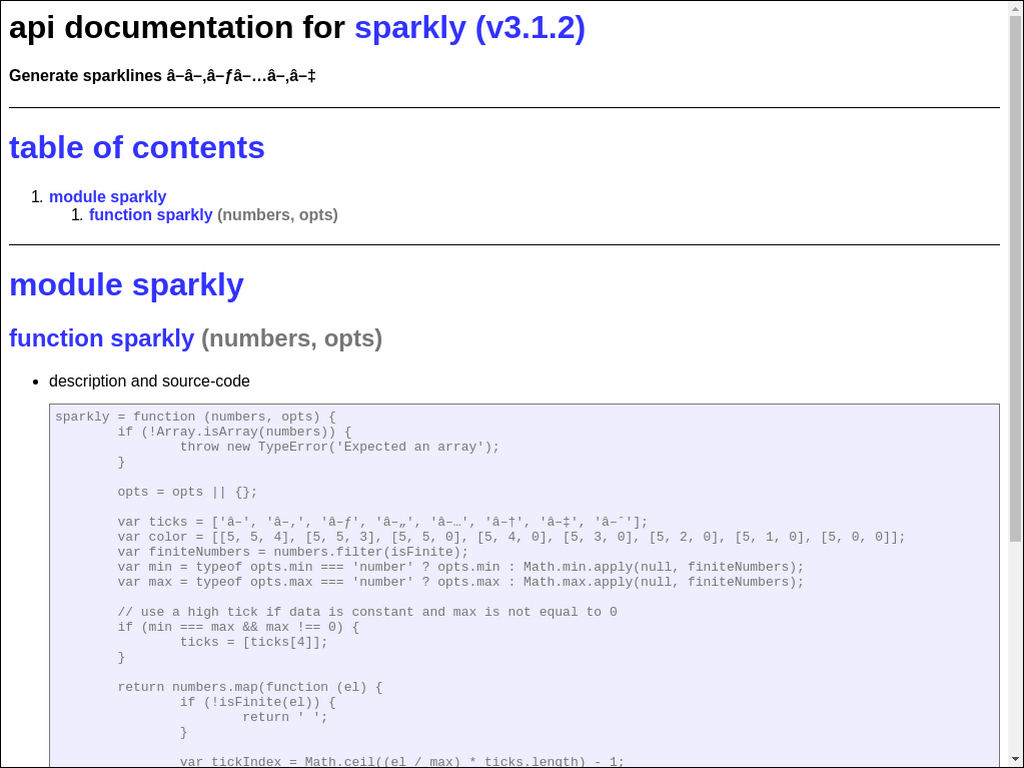 api documentation for sparkly (v3.1.2)
Generate sparklines â–â–‚â–ƒâ–…â–‚â–‡
table of contents
1. module sparkly
1. function sparkly (numbers, opts)
module sparkly
function sparkly (numbers, opts)
• description and source-code
sparkly = function (numbers, opts) {
if (!Array.isArray(numbers)) {
throw new TypeError('Expected an array');
}
opts = opts || {};
var ticks = ['â–', 'â–‚', 'â–ƒ', 'â–„', 'â–…', 'â–†', 'â–‡', 'â–ˆ'];
var color = [[5, 5, 4], [5, 5, 3], [5, 5, 0], [5, 4, 0], [5, 3, 0], [5, 2, 0], [5, 1, 0], [5, 0, 0]];
var finiteNumbers = numbers.filter(isFinite);
var min = typeof opts.min === 'number' ? opts.min : Math.min.apply(null, finiteNumbers);
var max = typeof opts.max === 'number' ? opts.max : Math.max.apply(null, finiteNumbers);
// use a high tick if data is constant and max is not equal to 0
if (min === max && max !== 0) {
ticks = [ticks[4]];
}
return numbers.map(function (el) {
if (!isFinite(el)) {
return ' ';
}
var tickIndex = Math.ceil((el / max) * ticks.length) - 1;